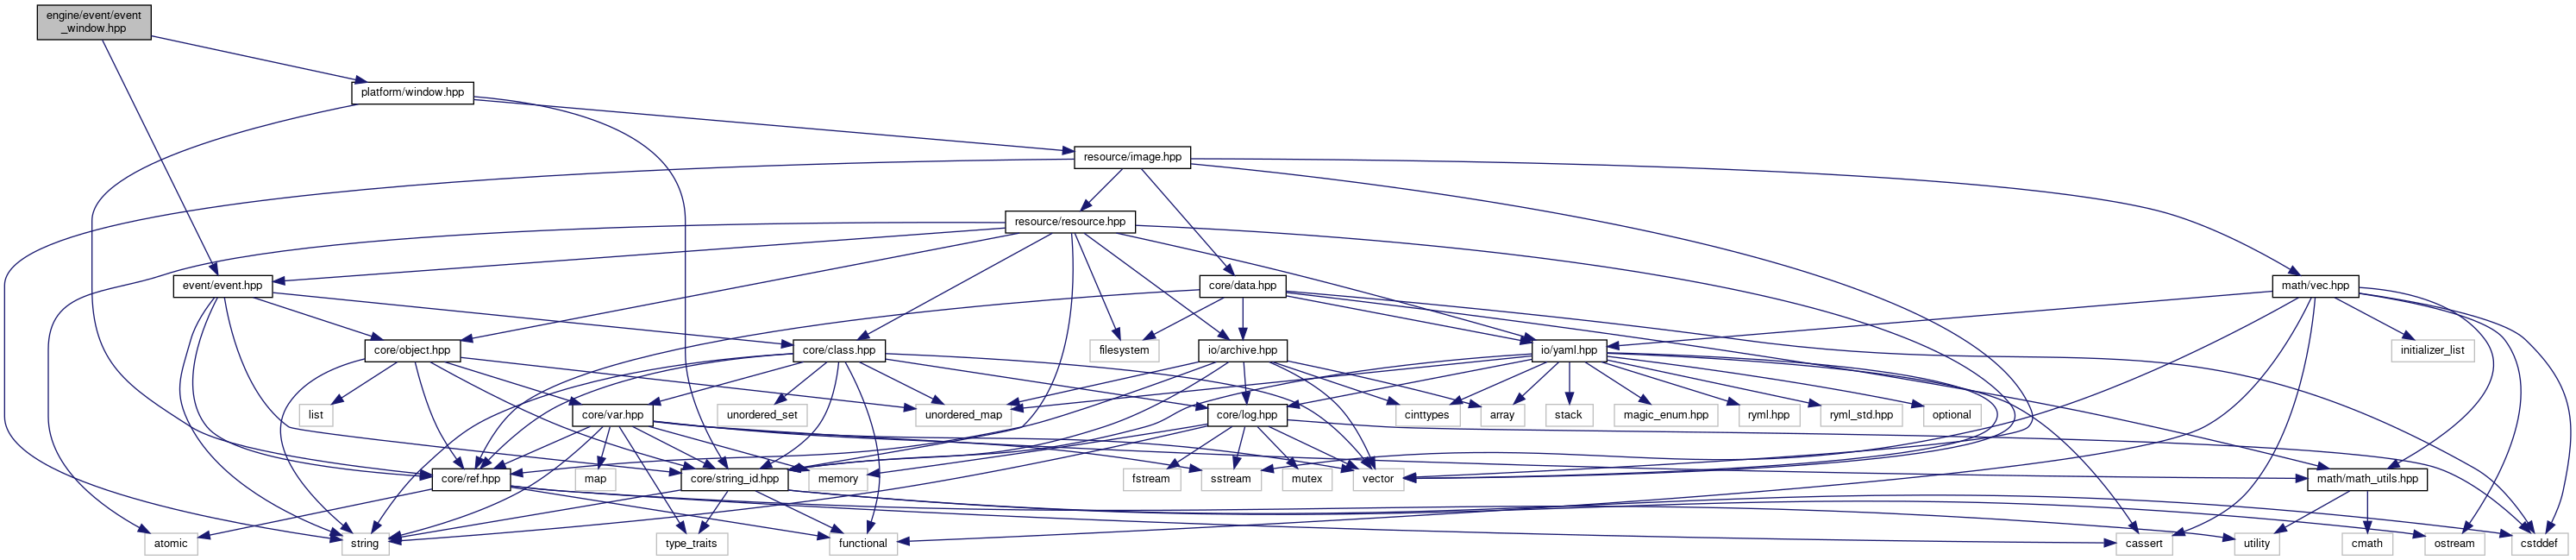 engine/event/event
_window.hpp
platform/window.hpp
resource/image.hpp
resource/resource.hpp
event/event.hpp
core/data.hpp
math/vec.hpp
core/object.hpp
core/class.hpp
filesystem
io/archive.hpp
io/yaml.hpp
initializer_list
list
core/var.hpp
unordered_set
unordered_map
core/log.hpp
cinttypes
array
stack
magic_enum.hpp
ryml.hpp
ryml_std.hpp
optional
core/ref.hpp
map
core/string_id.hpp
memory
fstream
sstream
mutex
vector
math/math_utils.hpp
atomic
string
type_traits
functional
cassert
utility
cmath
ostream
cstddef